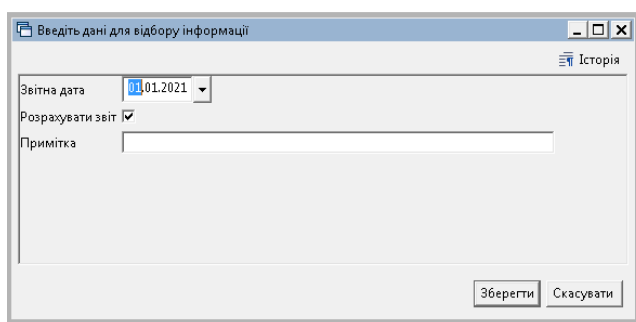 Введіть дані для відбору інформації
Історія
Звітна дата 01.01.2021
Розрахувати звіт
Примітка
Зберегти Скасувати